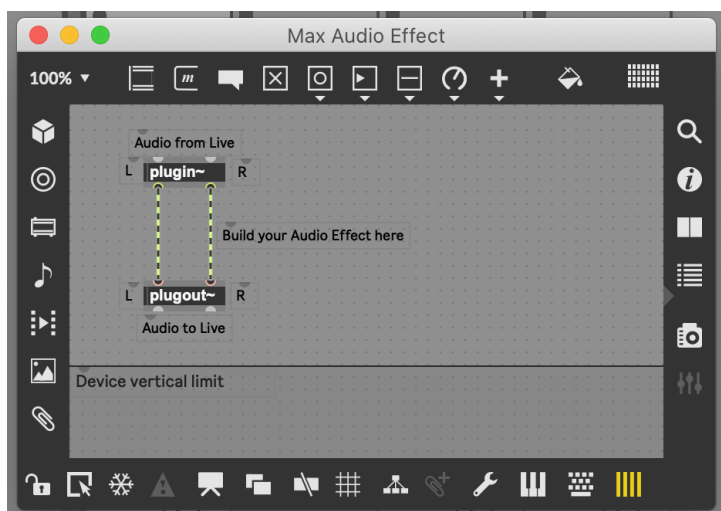 Max Audio Effect
100%
m
Audio from Live
L plugin~ R
Build your Audio Effect here
L plugout~ R
Audio to Live
Device vertical limit